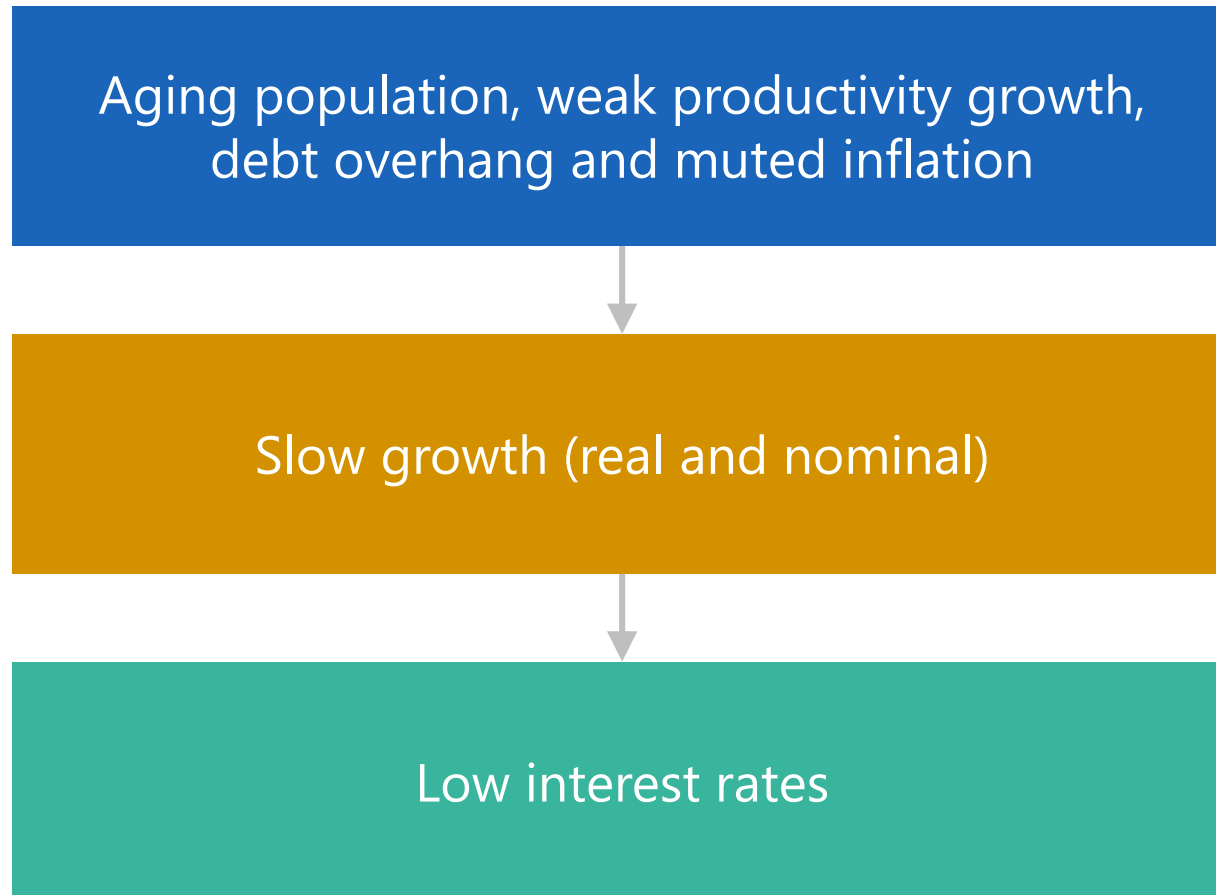 Aging population, weak productivity growth,
debt overhang and muted inflation
Slow growth (real and nominal)
Low interest rates